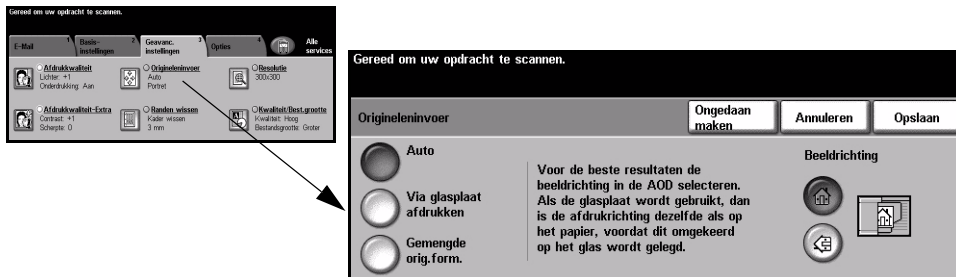 Gereed om uw opdracht te scannen.
E-Mail 1
Basis-
instellingen 2
Geavanc.
instellingen 3
Opties 4
Alle
services
Afdrukkwaliteit
Lichter: +1
Onderdrukking: Aan
Origineleninvoer
Auto
Portret
Resolutie
300x300
Afdrukkwaliteit-Extra
Contrast: +1
Scherpte: 0
Randen wissen
Kader wissen
3 mm
Kwaliteit/Best.grootte
Kwaliteit: Hoog
Bestandsgrootte: Groter
Gereed om uw opdracht te scannen.
Origineleninvoer
Ongedaan
maken
Annuleren
Opslaan
Auto
Via glasplaat
afdrukken
Gemengde
orig.form.
Voor de beste resultaten de
beeldrichting in de AOD selecteren.
Als de glasplaat wordt gebruikt, dan
is de afdrukrichting dezelfde als op
het papier, voordat dit omgekeerd
op het glas wordt gelegd.
Beeldrichting